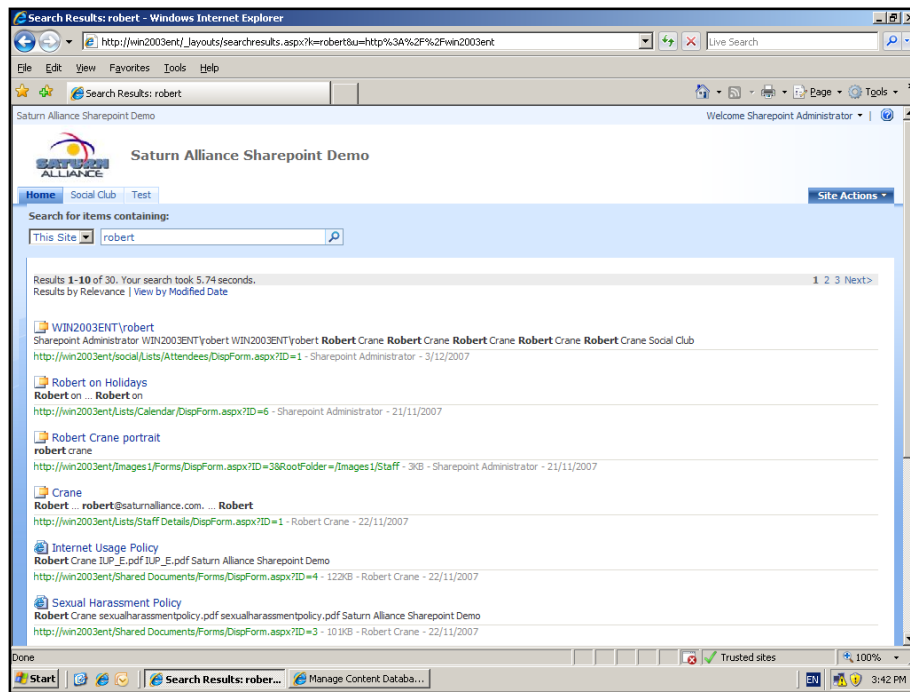 Search Results: robert - Windows Internet Explorer
http://win2003ent/_layouts/searchresults.aspx?k=robert&u=http%3A%2F%2Fwin2003ent
Live Search
File Edit View Favorites Tools Help
Search Results: robert
Page Tools
Saturn Alliance Sharepoint Demo
Welcome Sharepoint Administrator
SATURN
ALLIANCE
Saturn Alliance Sharepoint Demo
Home Social Club Test
Site Actions
Search for items containing:
This Site robert
Results 1-10 of 30. Your search took 5.74 seconds.
1 2 3 Next>
Results by Relevance | View by Modified Date
WIN2003ENT\robert
Sharepoint Administrator WIN2003ENT\robert WIN2003ENT\robert Robert Crane Robert Crane Robert Crane Robert Crane Robert Crane Social Club
http://win2003ent/social/Lists/Attendees/DispForm.aspx?ID=1 - Sharepoint Administrator - 3/12/2007
Robert on Holidays
Robert on ... Robert on
http://win2003ent/Lists/Calendar/DispForm.aspx?ID=6 - Sharepoint Administrator - 21/11/2007
Robert Crane portrait
robert crane
http://win2003ent/Images1/Forms/DispForm.aspx?ID=3&RootFolder=/Images1/Staff - 3KB - Sharepoint Administrator - 21/11/2007
Crane
Robert ... robert@saturnalliance.com. ... Robert
http://win2003ent/Lists/Staff Details/DispForm.aspx?ID=1 - Robert Crane - 22/11/2007
Internet Usage Policy
Robert Crane IUP_E.pdf IUP_E.pdf Saturn Alliance Sharepoint Demo
http://win2003ent/Shared Documents/Forms/DispForm.aspx?ID=4 - 122KB - Robert Crane - 22/11/2007
Sexual Harassment Policy
Robert Crane sexualharassmentpolicy.pdf sexualharassmentpolicy.pdf Saturn Alliance Sharepoint Demo
http://win2003ent/Shared Documents/Forms/DispForm.aspx?ID=3 - 101KB - Robert Crane - 22/11/2007
Done
Trusted sites
100%
Start
Search Results: rober...
Manage Content Databa...
EN
3:42 PM